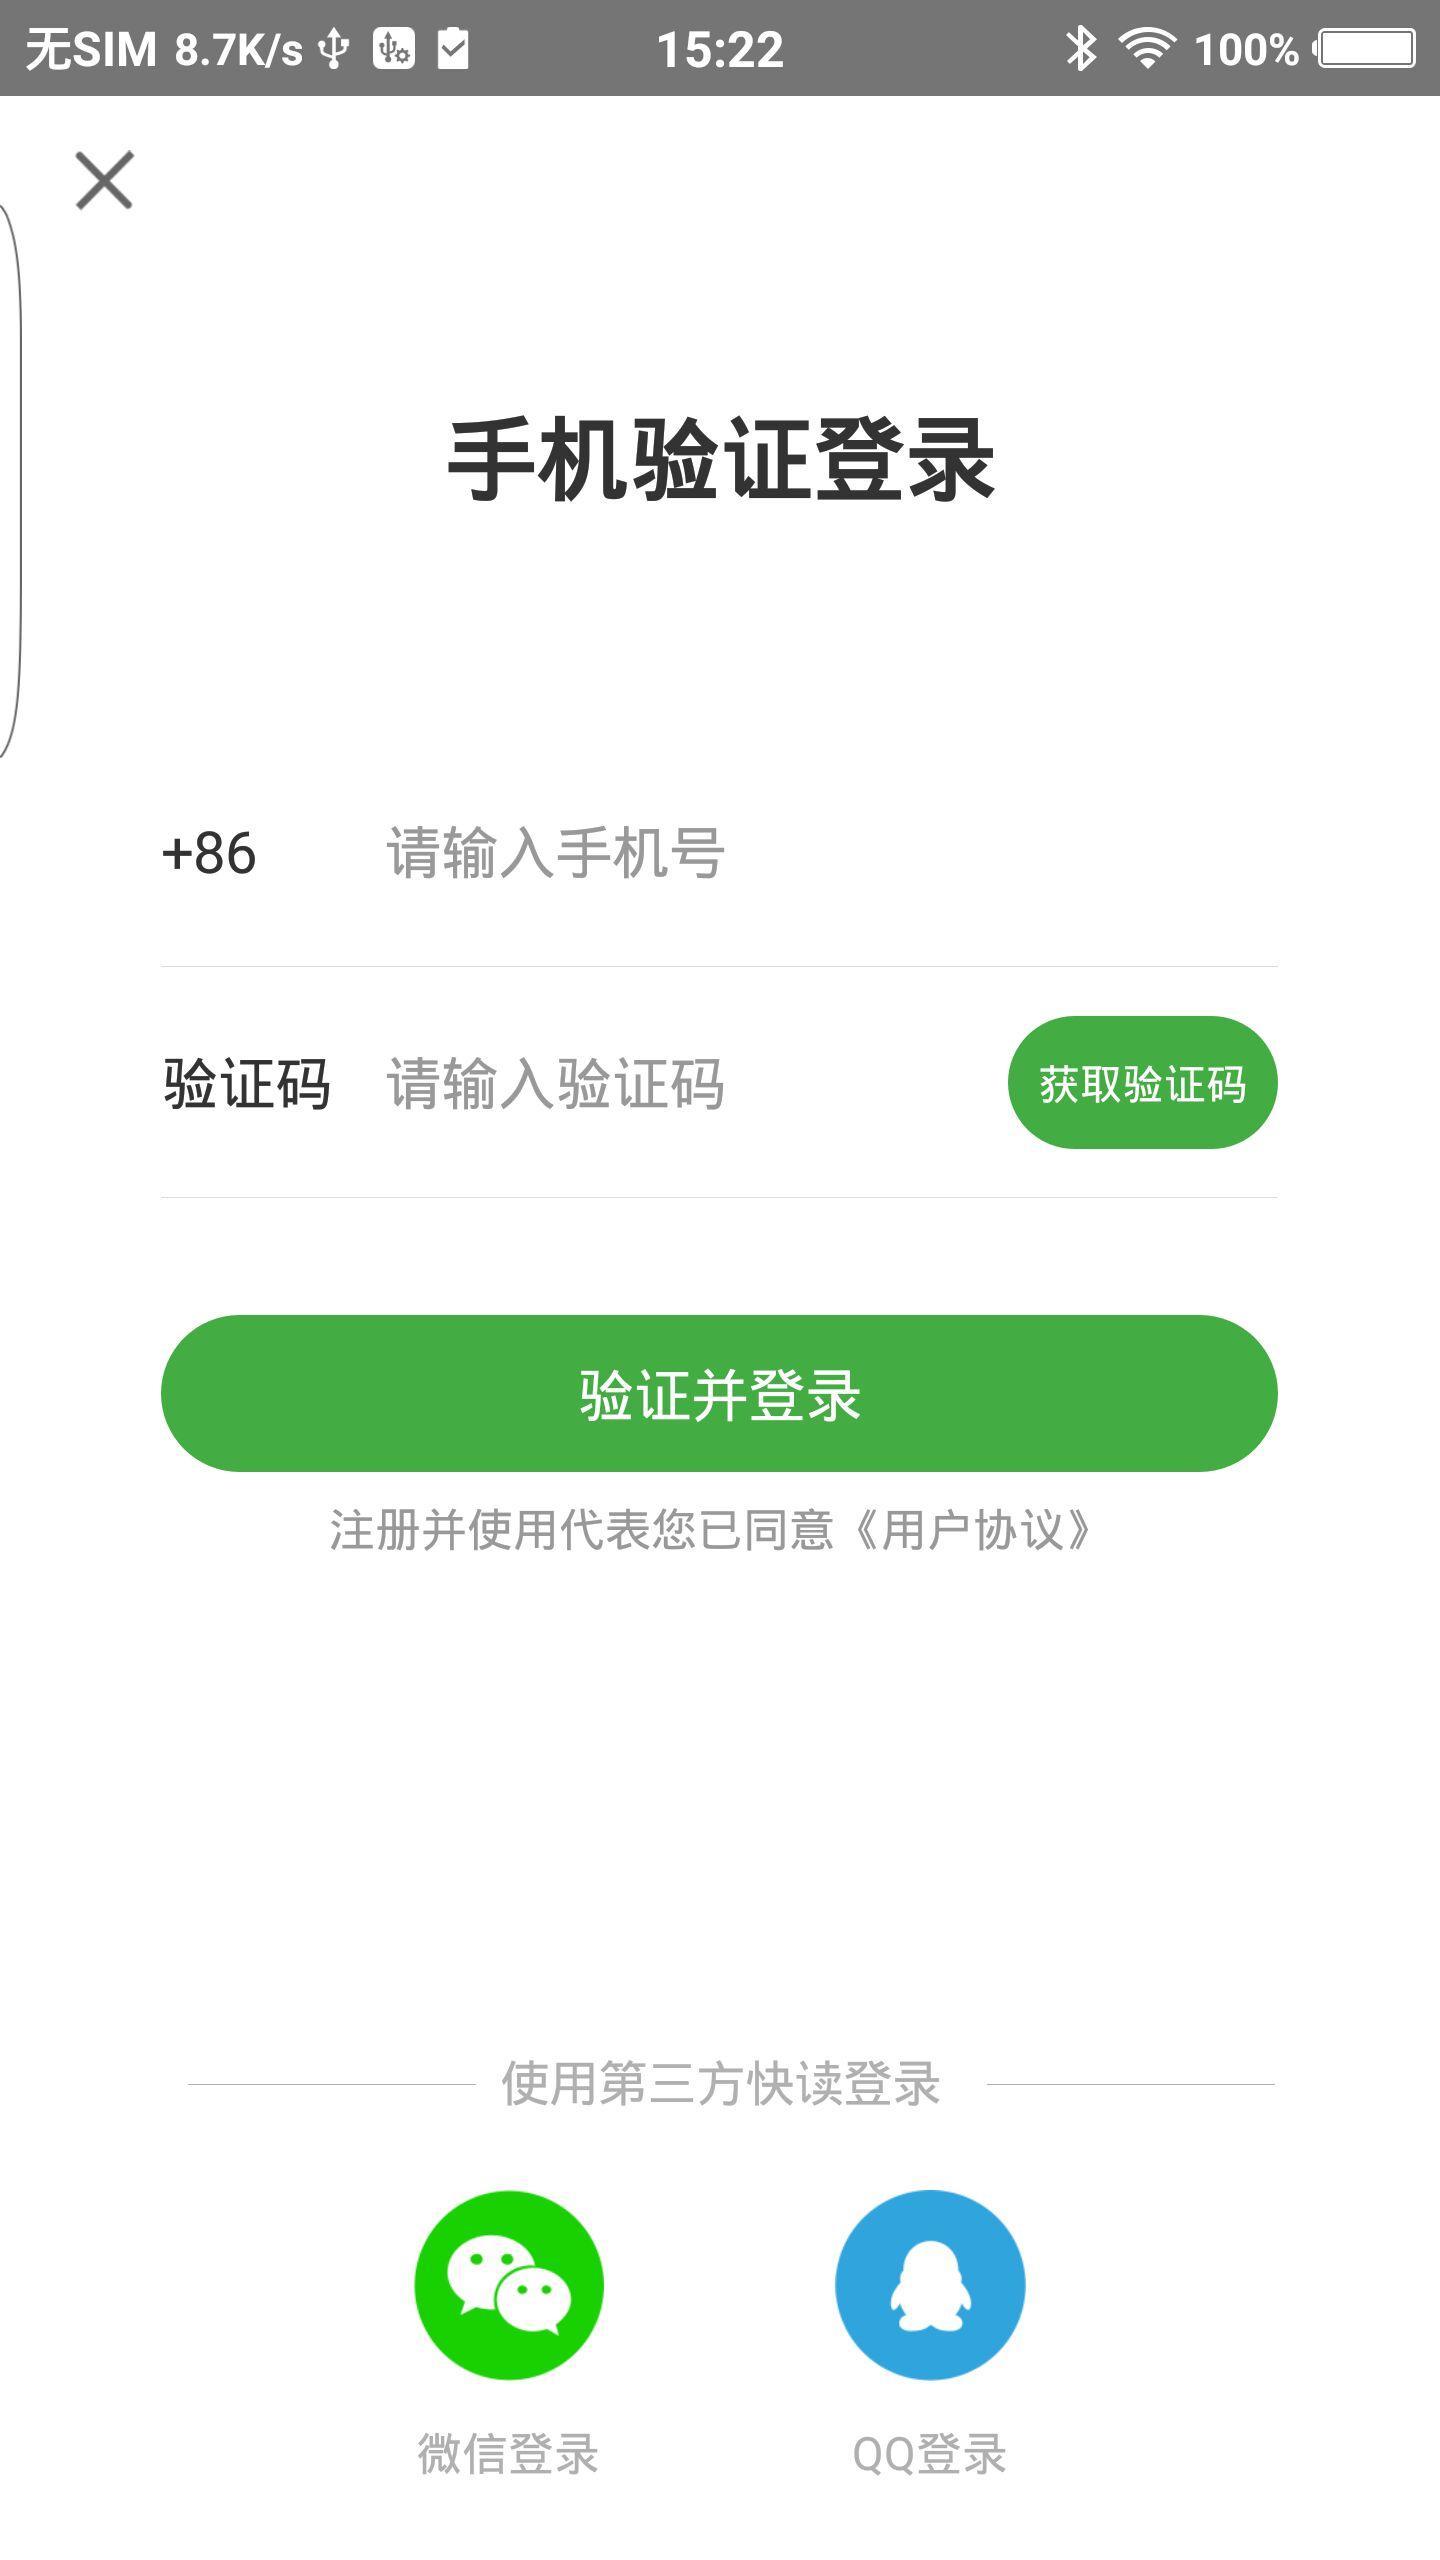 无SIM 8.7K/s 15:22 100%
手机验证登录
+86 请输入手机号
验证码 请输入验证码 获取验证码
验证并登录
注册并使用代表您已同意《用户协议》
使用第三方快读登录
微信登录 QQ登录